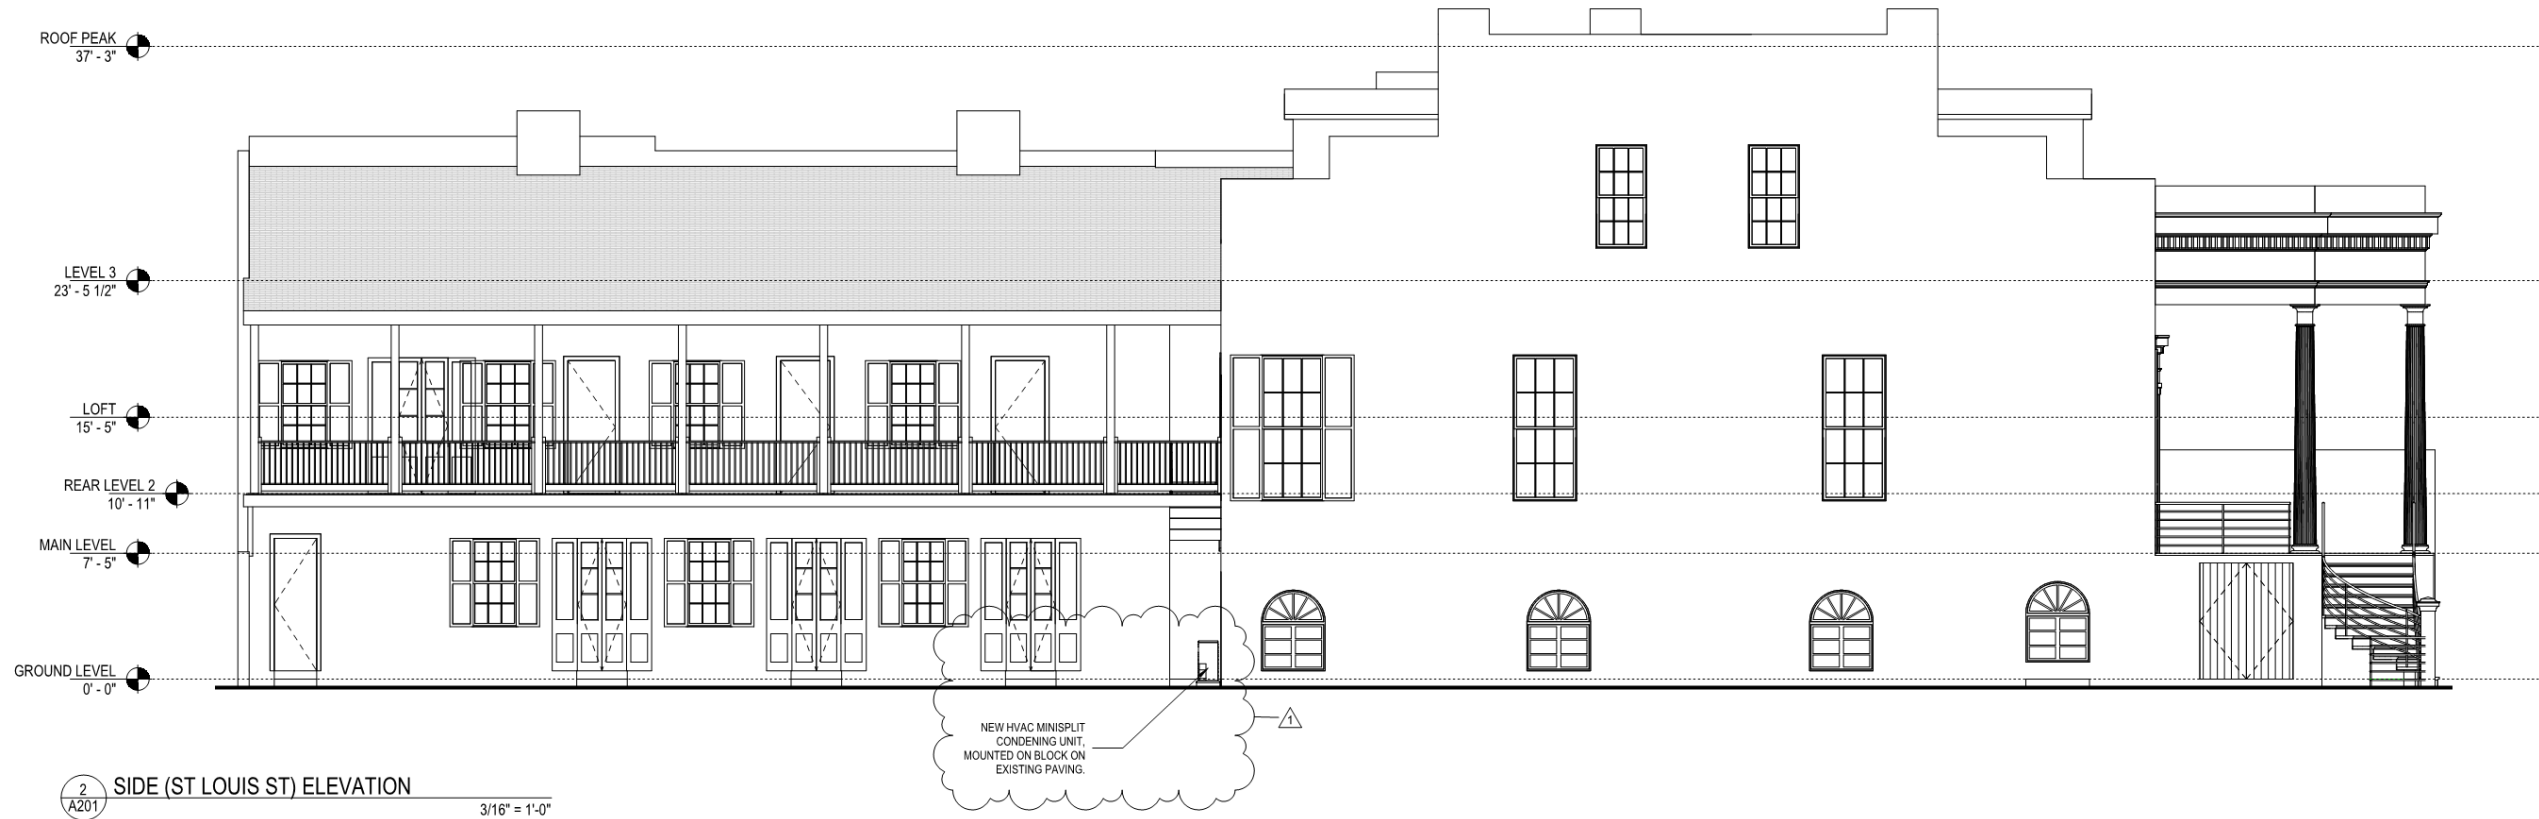 ROOF PEAK
37' - 3"
LEVEL 3
23' - 5 1/2"
LOFT
15' - 5"
REAR LEVEL 2
10' - 11"
MAIN LEVEL
7' - 5"
GROUND LEVEL
0' - 0"
NEW HVAC MINISPLIT
CONDENING UNIT,
MOUNTED ON BLOCK ON
EXISTING PAVING.
1
2
A201
SIDE (ST LOUIS ST) ELEVATION
3/16" = 1'-0"